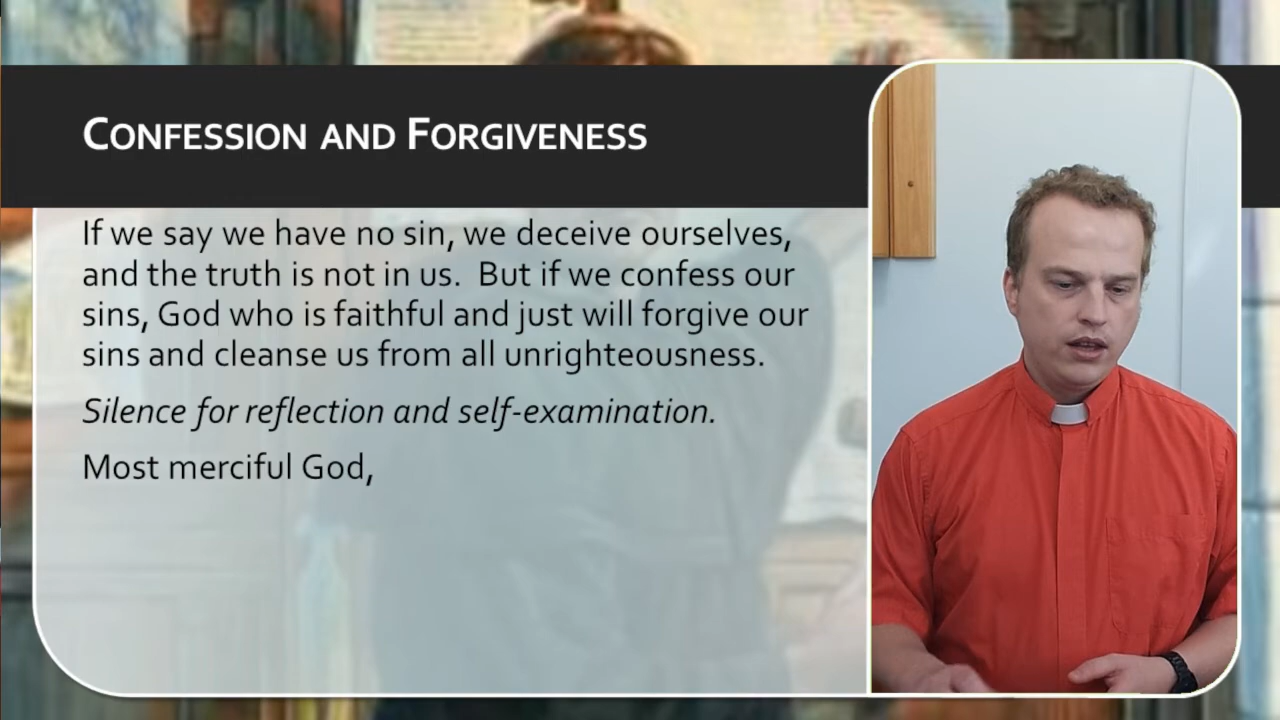 CONFESSION AND FORGIVENESS
If we say we have no sin, we deceive ourselves,
and the truth is not in us.  But if we confess our
sins, God who is faithful and just will forgive our
sins and cleanse us from all unrighteousness.
Silence for reflection and self-examination.
Most merciful God,